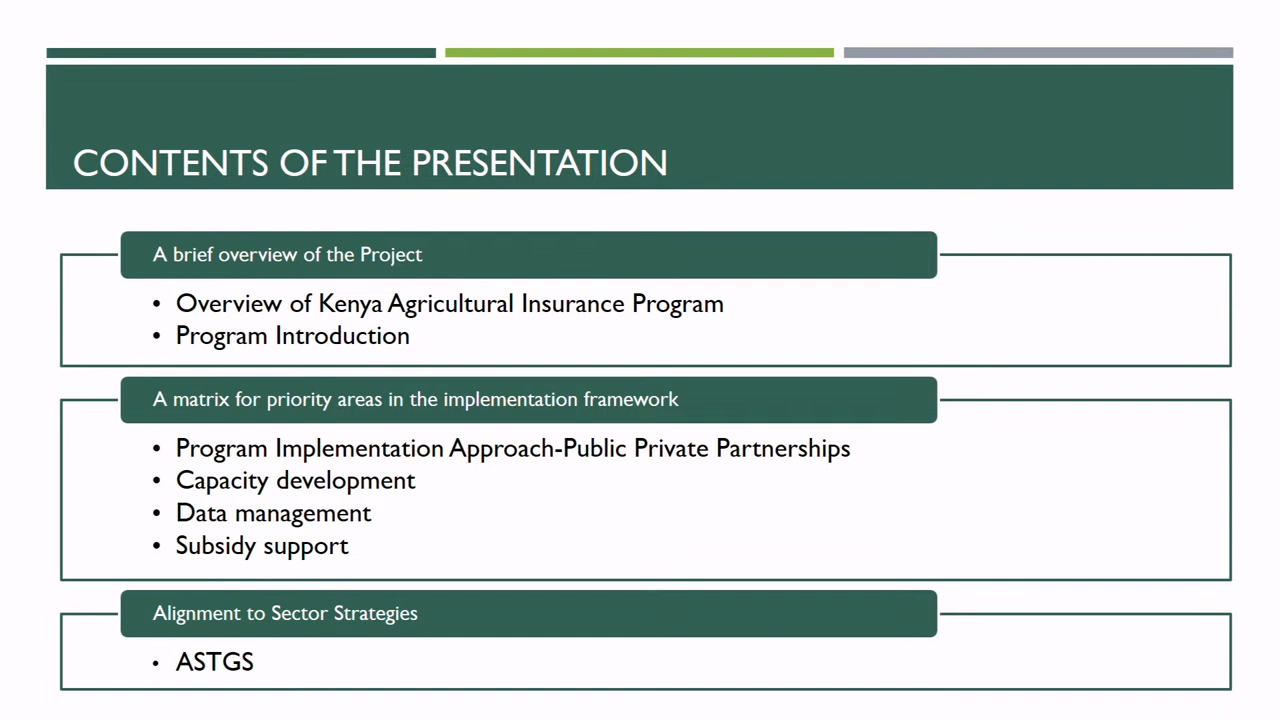 CONTENTS OF THE PRESENTATION
A brief overview of the Project
• Overview of Kenya Agricultural Insurance Program
• Program Introduction
A matrix for priority areas in the implementation framework
• Program Implementation Approach-Public Private Partnerships
• Capacity development
• Data management
• Subsidy support
Alignment to Sector Strategies
• ASTGS